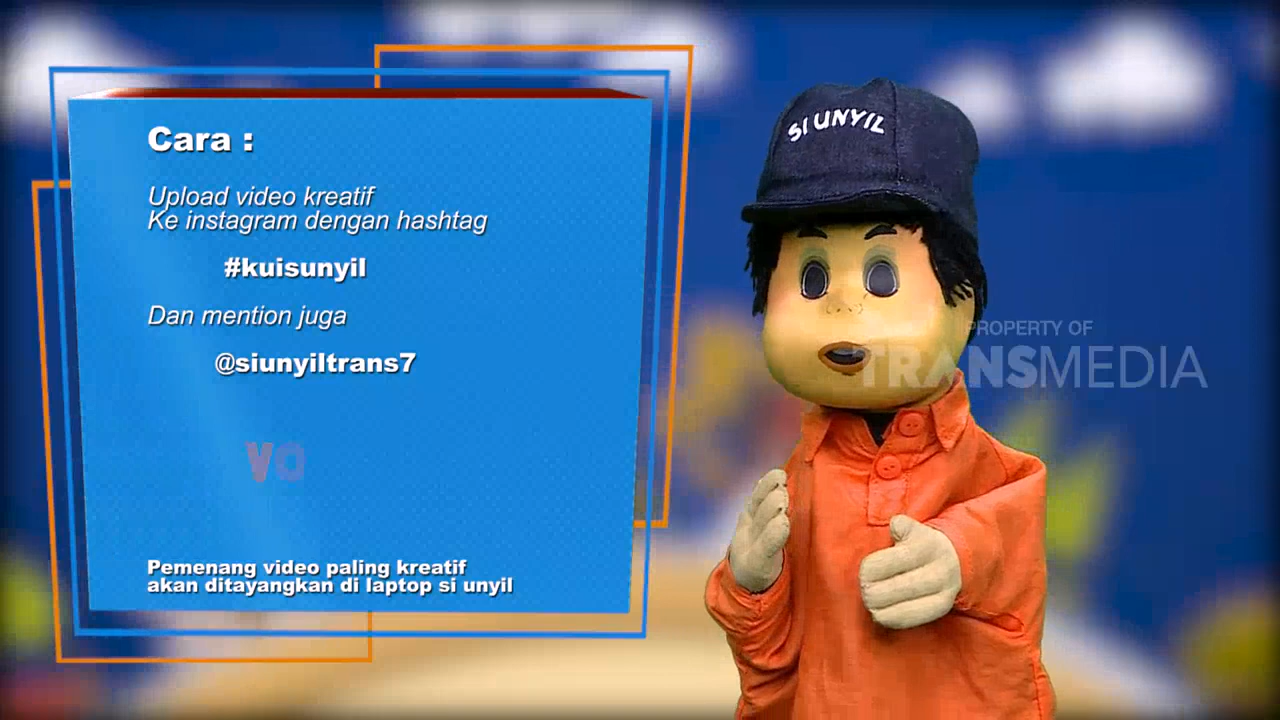 Cara :
Upload video kreatif
Ke instagram dengan hashtag
#kuisunyil
Dan mention juga
@siunyiltrans7
VO
Pemenang video paling kreatif
akan ditayangkan di laptop si unyil
SI UNYIL
PROPERTY OF
TRANSMEDIA